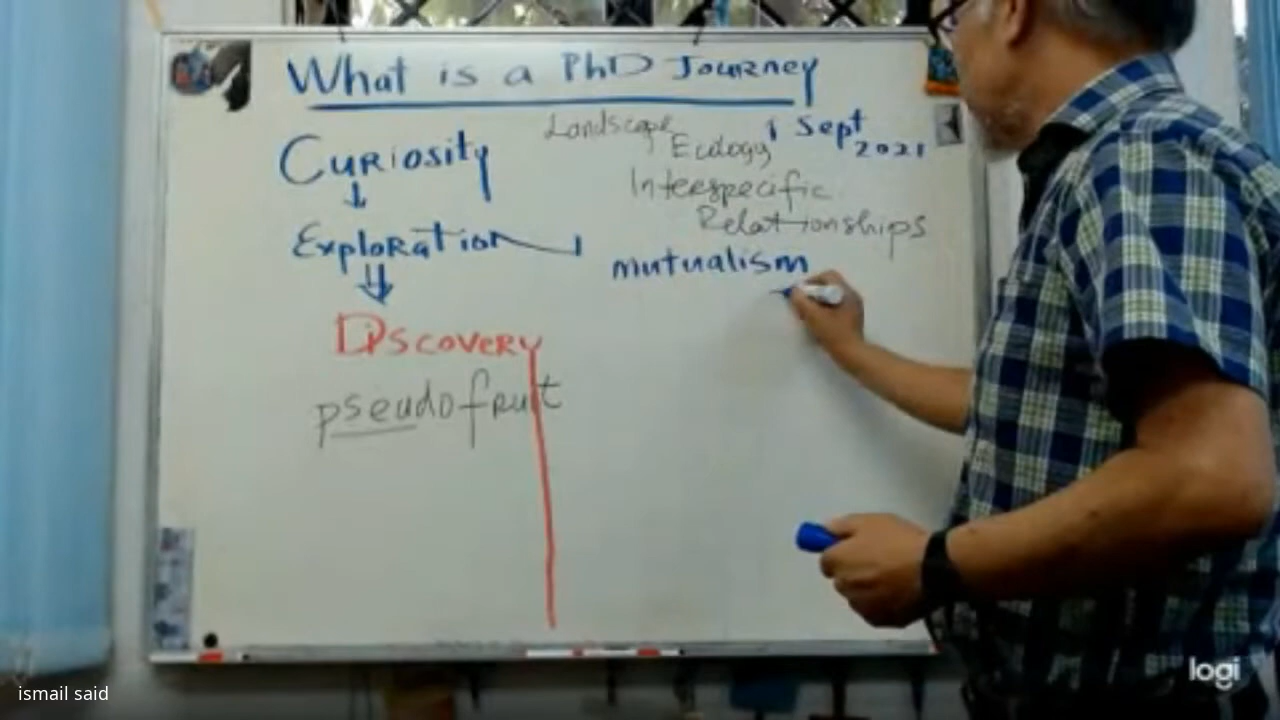 What is a PhD Journey
1 Sept
2021
Curiosity
Exploration
Discovery
pseudofruit
Landscape
Ecology
Interspecific
Relationships
mutualism
logi
ismail said